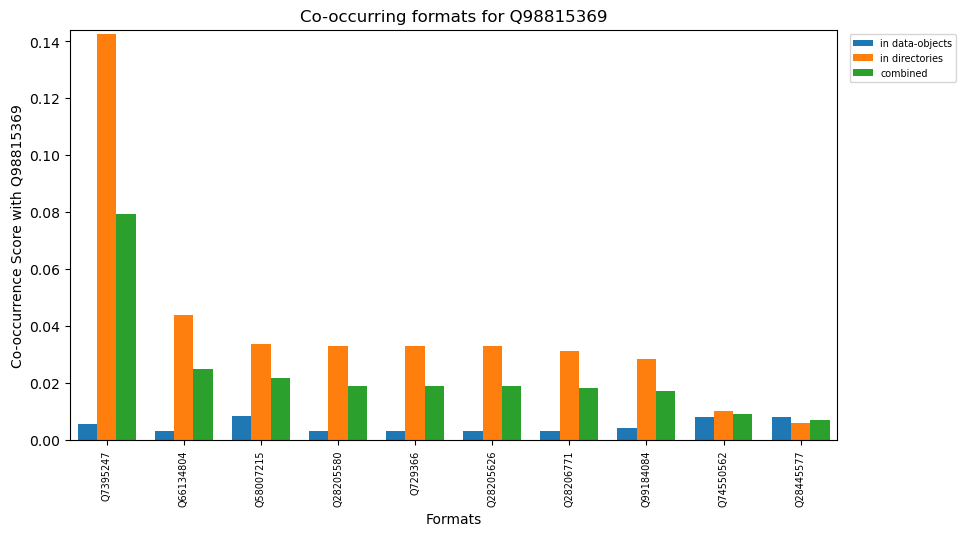 Co-occurring formats for Q98815369
in data-objects
in directories
combined
Co-occurrence Score with Q98815369
0.14
0.12
0.10
0.08
0.06
0.04
0.02
0.00
Q7395247
Q66134804
Q58007215
Q28205580
Q729366
Q28205626
Q28206771
Q99184084
Q74550562
Q28445577
Formats